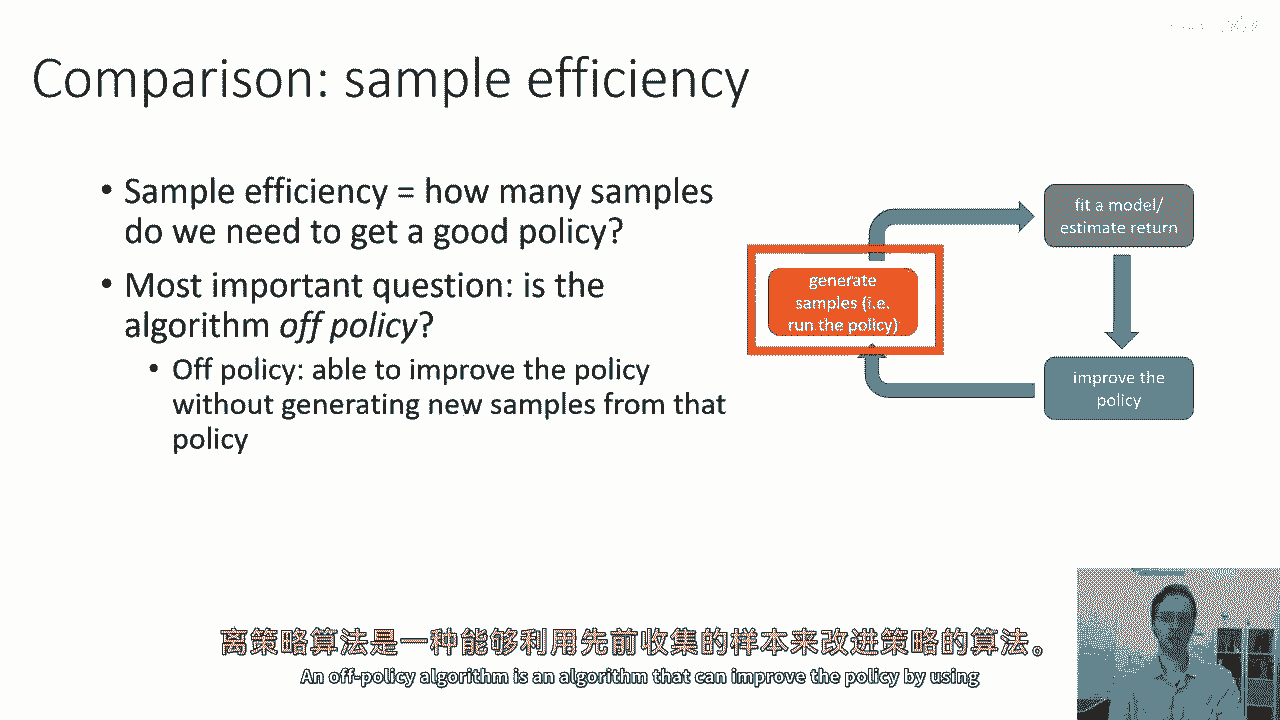 Comparison: sample efficiency
• Sample efficiency = how many samples
do we need to get a good policy?
• Most important question: is the
algorithm off policy?
• Off policy: able to improve the policy
without generating new samples from that
policy
fit a model/
estimate return
generate
samples (i.e.
run the policy)
improve the
policy
离策略算法是一种能够利用先前收集的样本来改进策略的算法。
An off-policy algorithm is an algorithm that can improve the policy by using